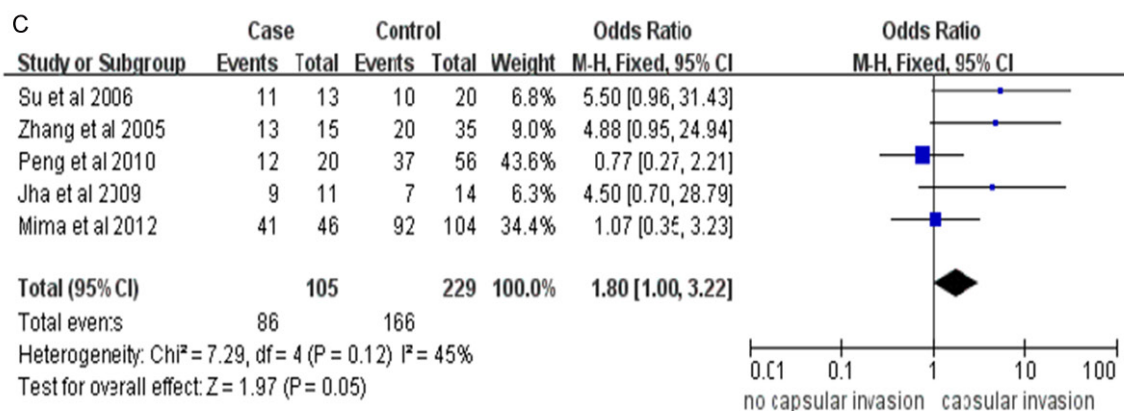 C
Case Control Odds Ratio Odds Ratio
Study or Subgroup Events Total Events Total Weight M-H, Fixed, 95% CI M-H, Fixed, 95% CI
Su et al 2006 11 13 10 20 6.8% 5.50 [0.96, 31.43]
Zhang et al 2005 13 15 20 35 9.0% 4.88 [0.95, 24.94]
Peng et al 2010 12 20 37 56 43.6% 0.77 [0.27, 2.21]
Jha et al 2009 9 11 7 14 6.3% 4.50 [0.70, 28.79]
Mima et al 2012 41 46 92 104 34.4% 1.07 [0.35, 3.23]
Total (95% CI) 105 229 100.0% 1.80 [1.00, 3.22]
Total events 86 166
Heterogeneity: Chi² = 7.29, df = 4 (P = 0.12) I² = 45%
Test for overall effect: Z = 1.97 (P = 0.05)
0.01 0.1 1 10 100
no capsular invasion capsular invasion